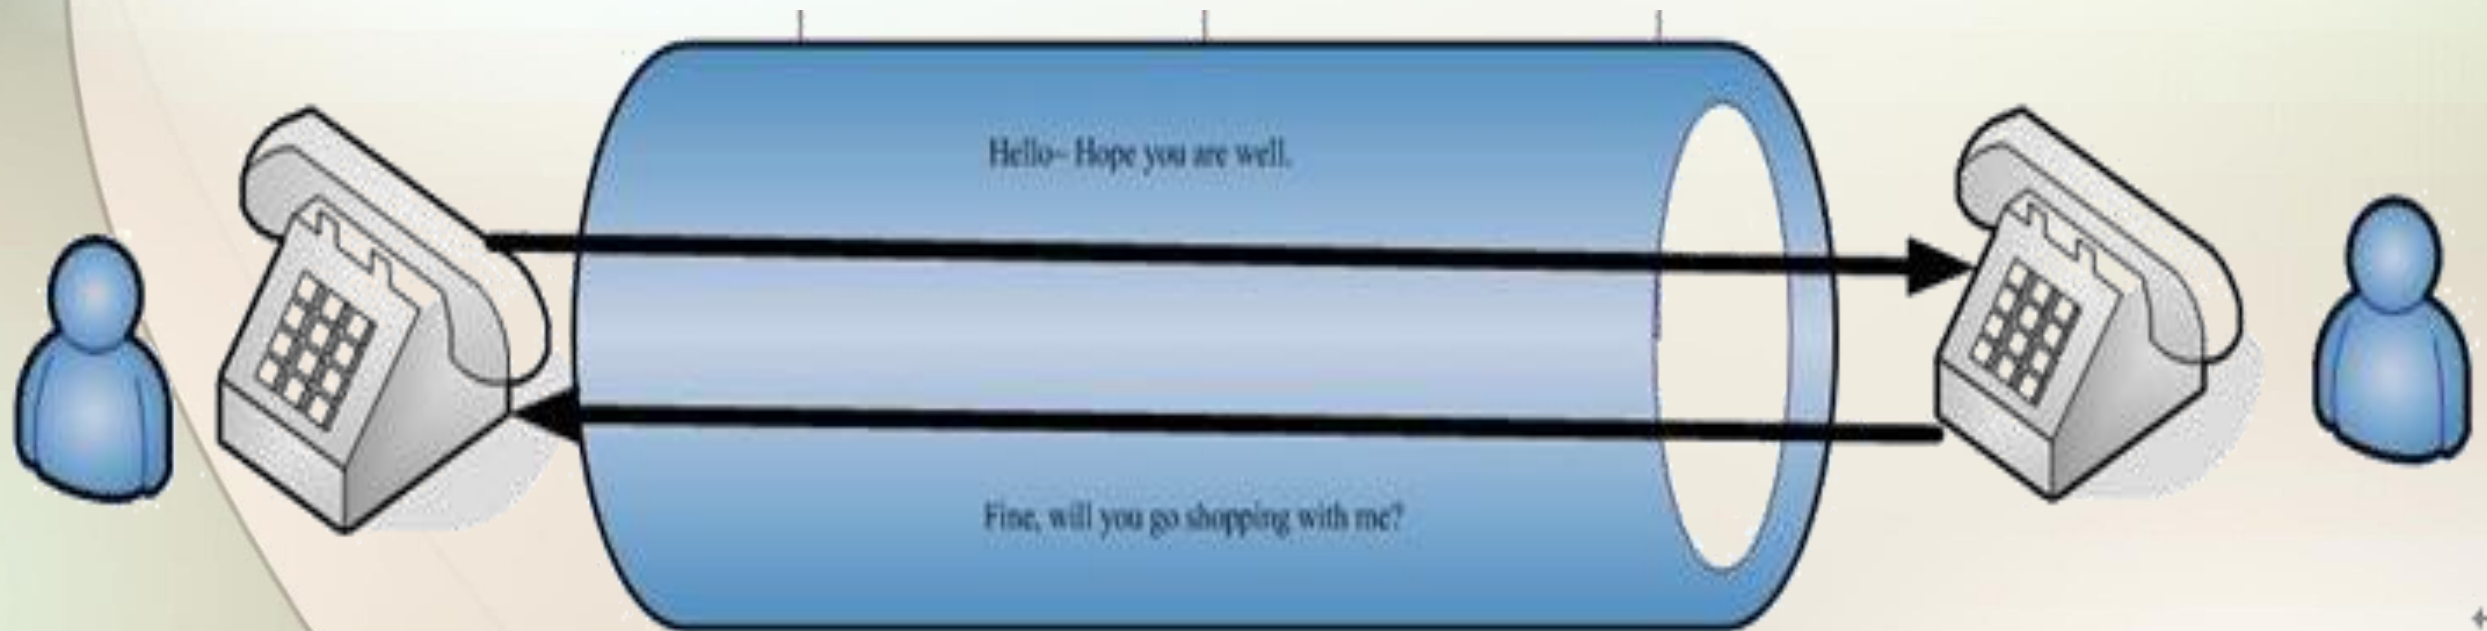 Hello~ Hope you are well.
Fine, will you go shopping with me?